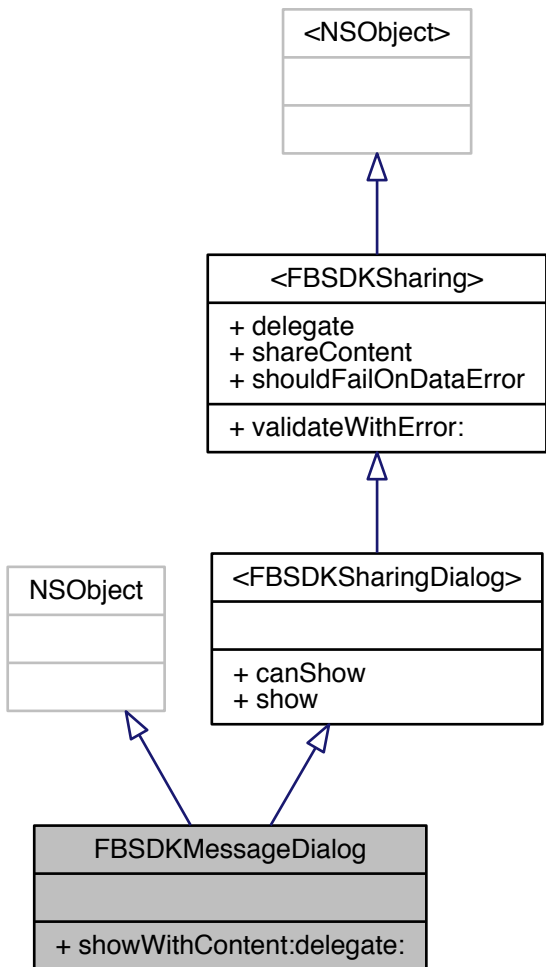 <NSObject>
<FBSDKSharing>
+ delegate
+ shareContent
+ shouldFailOnDataError
+ validateWithError:
NSObject
<FBSDKSharingDialog>
+ canShow
+ show
FBSDKMessageDialog
+ showWithContent:delegate: